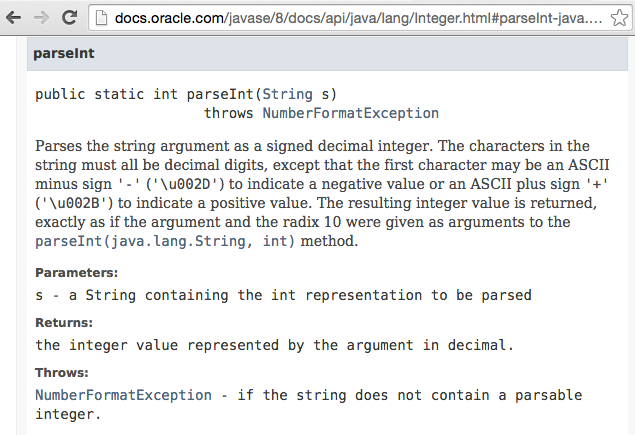 docs.oracle.com/javase/8/docs/api/java/lang/Integer.html#parseInt-java....
parseInt
public static int parseInt(String s)
throws NumberFormatException
Parses the string argument as a signed decimal integer. The characters in the
string must all be decimal digits, except that the first character may be an ASCII
minus sign '-' ('\u002D') to indicate a negative value or an ASCII plus sign '+'
('\u002B') to indicate a positive value. The resulting integer value is returned,
exactly as if the argument and the radix 10 were given as arguments to the
parseInt(java.lang.String, int) method.
Parameters:
s - a String containing the int representation to be parsed
Returns:
the integer value represented by the argument in decimal.
Throws:
NumberFormatException - if the string does not contain a parsable
integer.